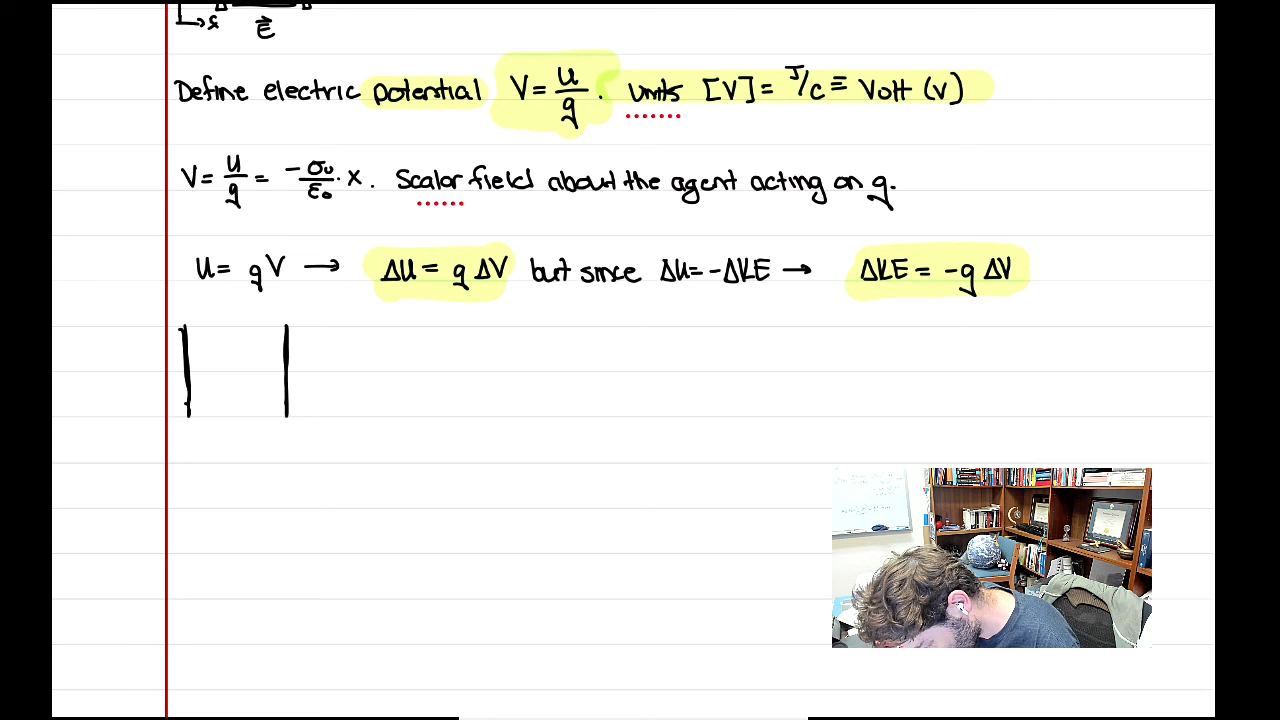 x
E
Define electric potential V = U/q. Units [V] = J/C ≡ Volt (V)
V = U/q = -σ₀/ε₀ · x. Scalar field about the agent acting on q.
U = qV → ΔU = q ΔV but since ΔU = -ΔKE → ΔKE = -q ΔV